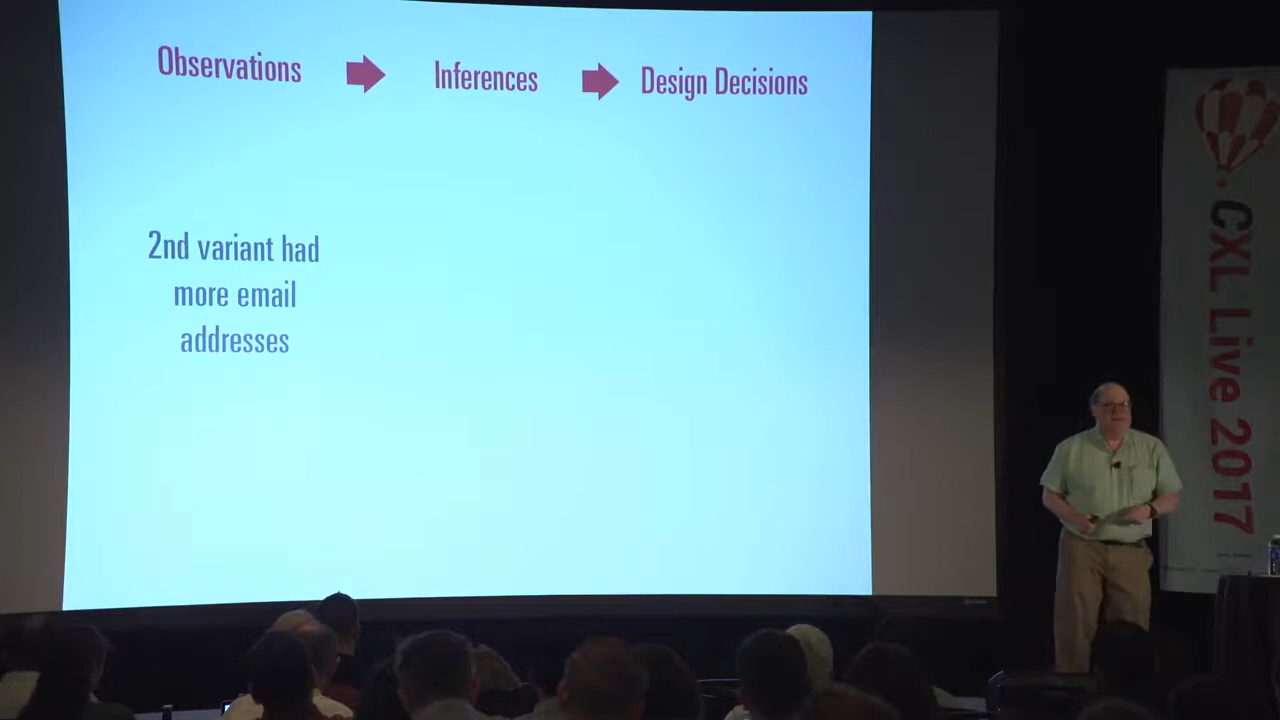 Observations
Inferences
Design Decisions
2nd variant had
more email
addresses
CXL Live 2017